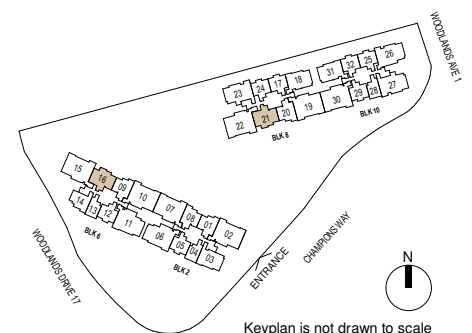 WOODLANDS AVE 1
23 24 17 18 31 32 25 26
22 21 20 19 30 29 28 27
BLK 8
BLK 10
15 16 09 10 07 08 01 02
14 13 12 11 06 05 04 03
BLK 6
BLK 2
WOODLANDS DRIVE 17
ENTRANCE
CHAMPIONS WAY
N
Keyplan is not drawn to scale